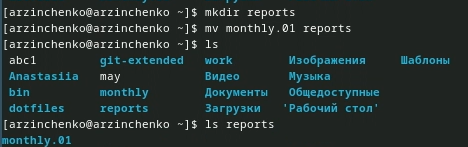 [arzinchenko@arzinchenko ~]$ mkdir reports
[arzinchenko@arzinchenko ~]$ mv monthly.01 reports
[arzinchenko@arzinchenko ~]$ ls
abc1 git-extended work Изображения Шаблоны
Anastasiia may Видео Музыка
bin monthly Документы Общедоступные
dotfiles reports Загрузки 'Рабочий стол'
[arzinchenko@arzinchenko ~]$ ls reports
monthly.01